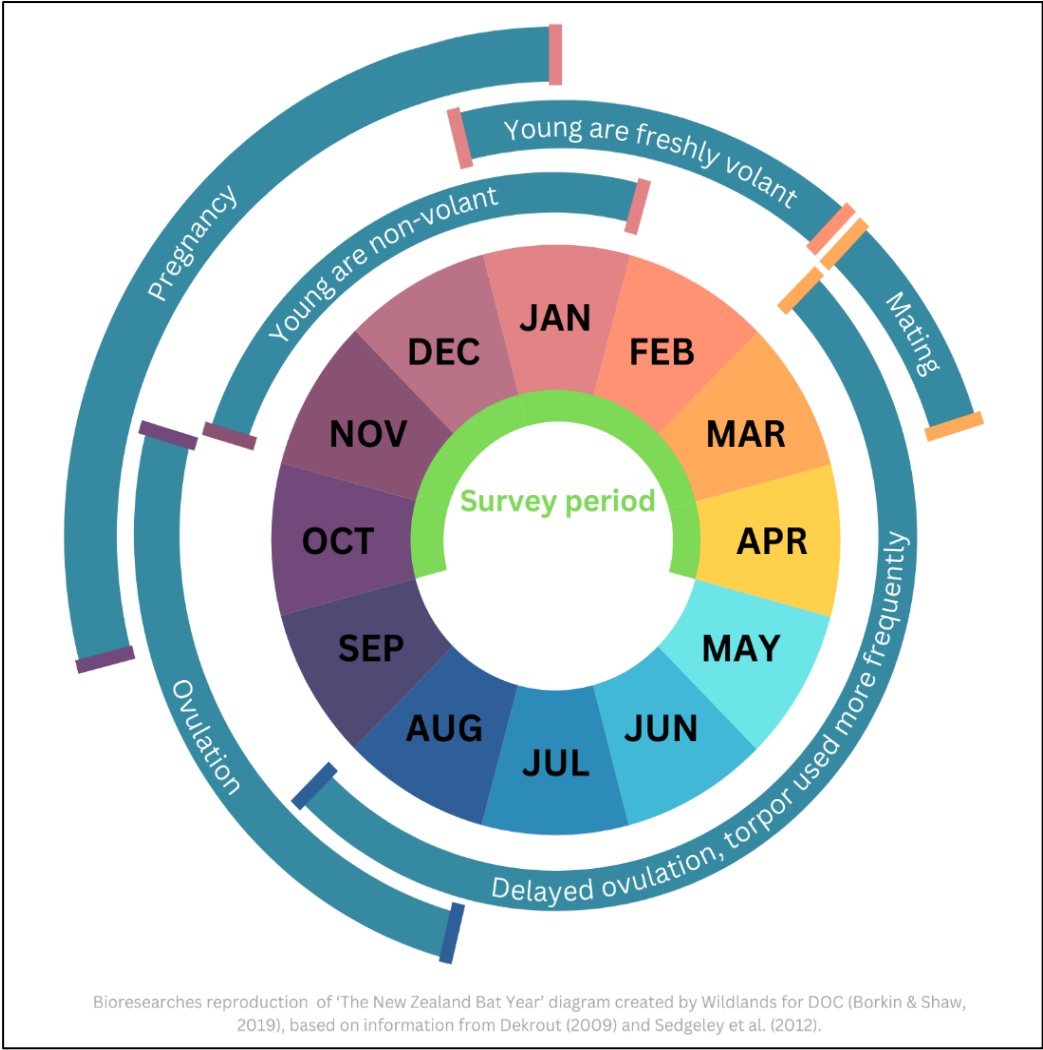 Pregnancy
Young are freshly volant
Young are non-volant
Mating
JAN
FEB
MAR
APR
MAY
JUN
JUL
AUG
SEP
OCT
NOV
DEC
Survey period
Ovulation
Delayed ovulation, torpor used more frequently
Bioresearches reproduction of ‘The New Zealand Bat Year’ diagram created by Wildlands for DOC (Borkin & Shaw,
2019), based on information from Dekrout (2009) and Sedgeley et al. (2012).